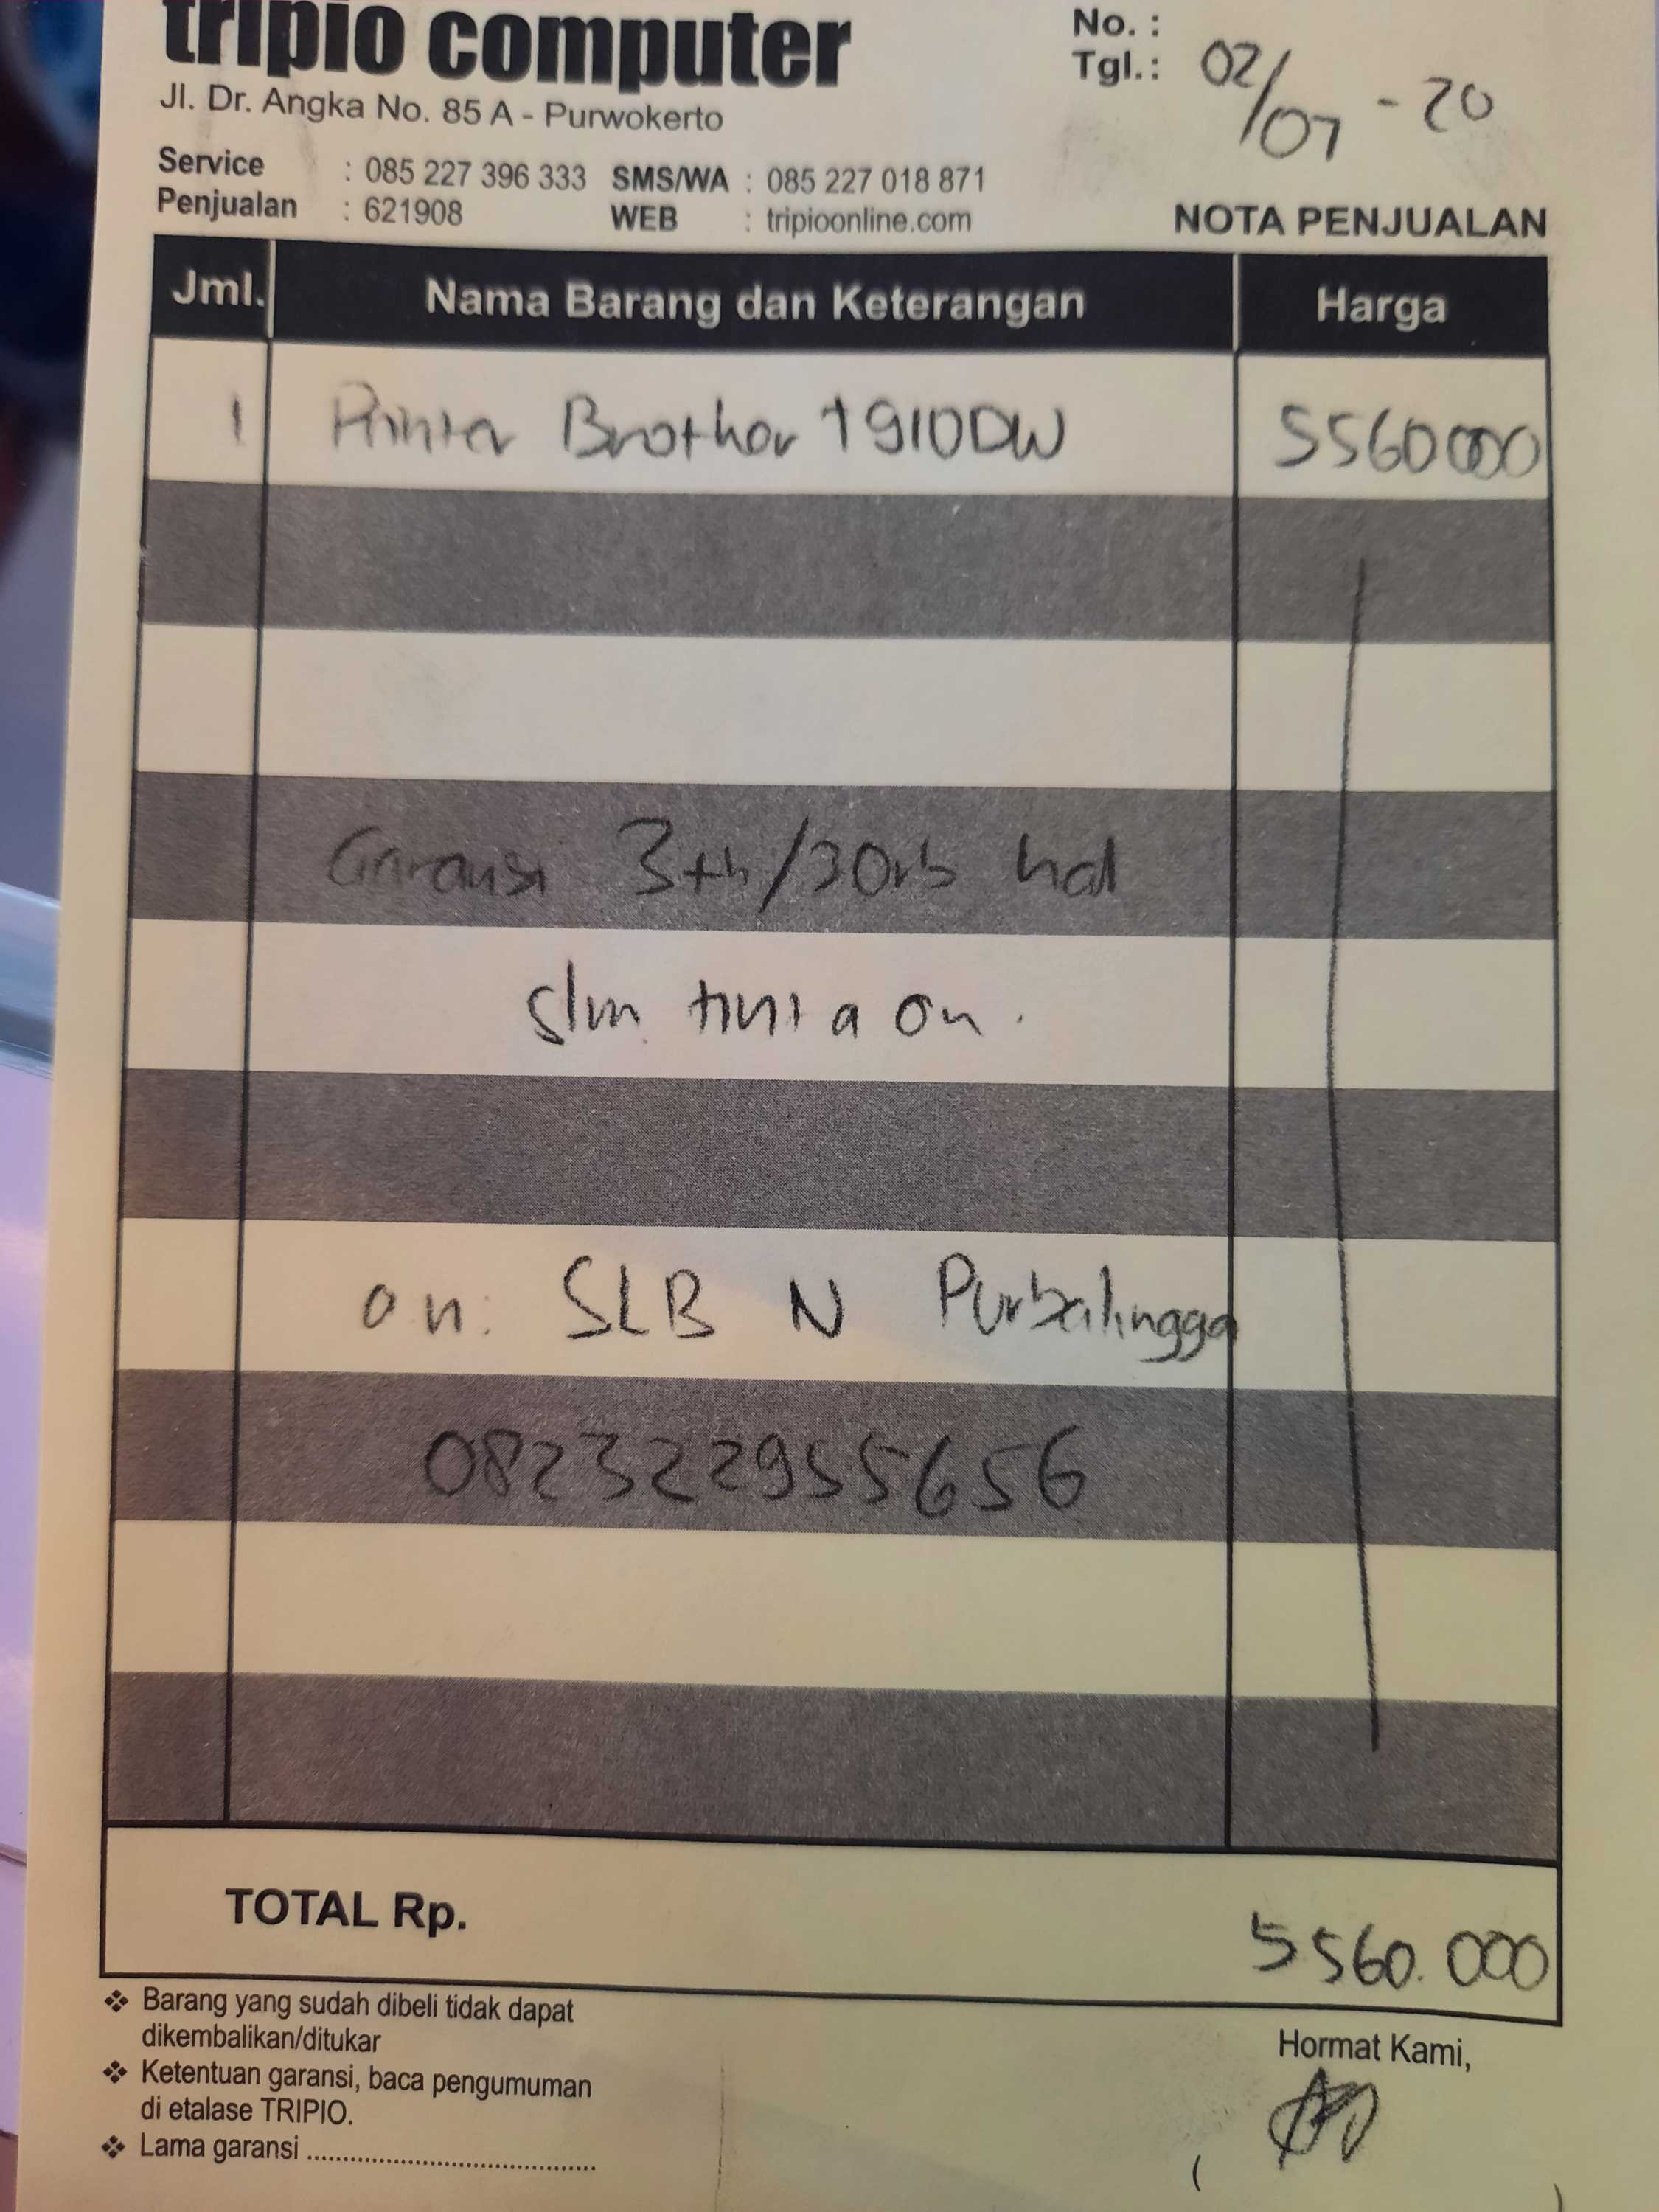 tripio computer
Jl. Dr. Angka No. 85 A - Purwokerto
Service : 085 227 396 333 SMS/WA : 085 227 018 871
Penjualan : 621908 WEB : tripioonline.com
No. :
Tgl.: 02/07 - 20
NOTA PENJUALAN
Jml. Nama Barang dan Keterangan Harga
1 Printer Brother T910DW 5560000
Garansi 3th/30rb hal
slm tinta on.
an: SLB N Purbalingga
082322955656
TOTAL Rp. 5560.000
❖ Barang yang sudah dibeli tidak dapat
dikembalikan/ditukar
❖ Ketentuan garansi, baca pengumuman
di etalase TRIPIO.
❖ Lama garansi ........................................
Hormat Kami,
( )